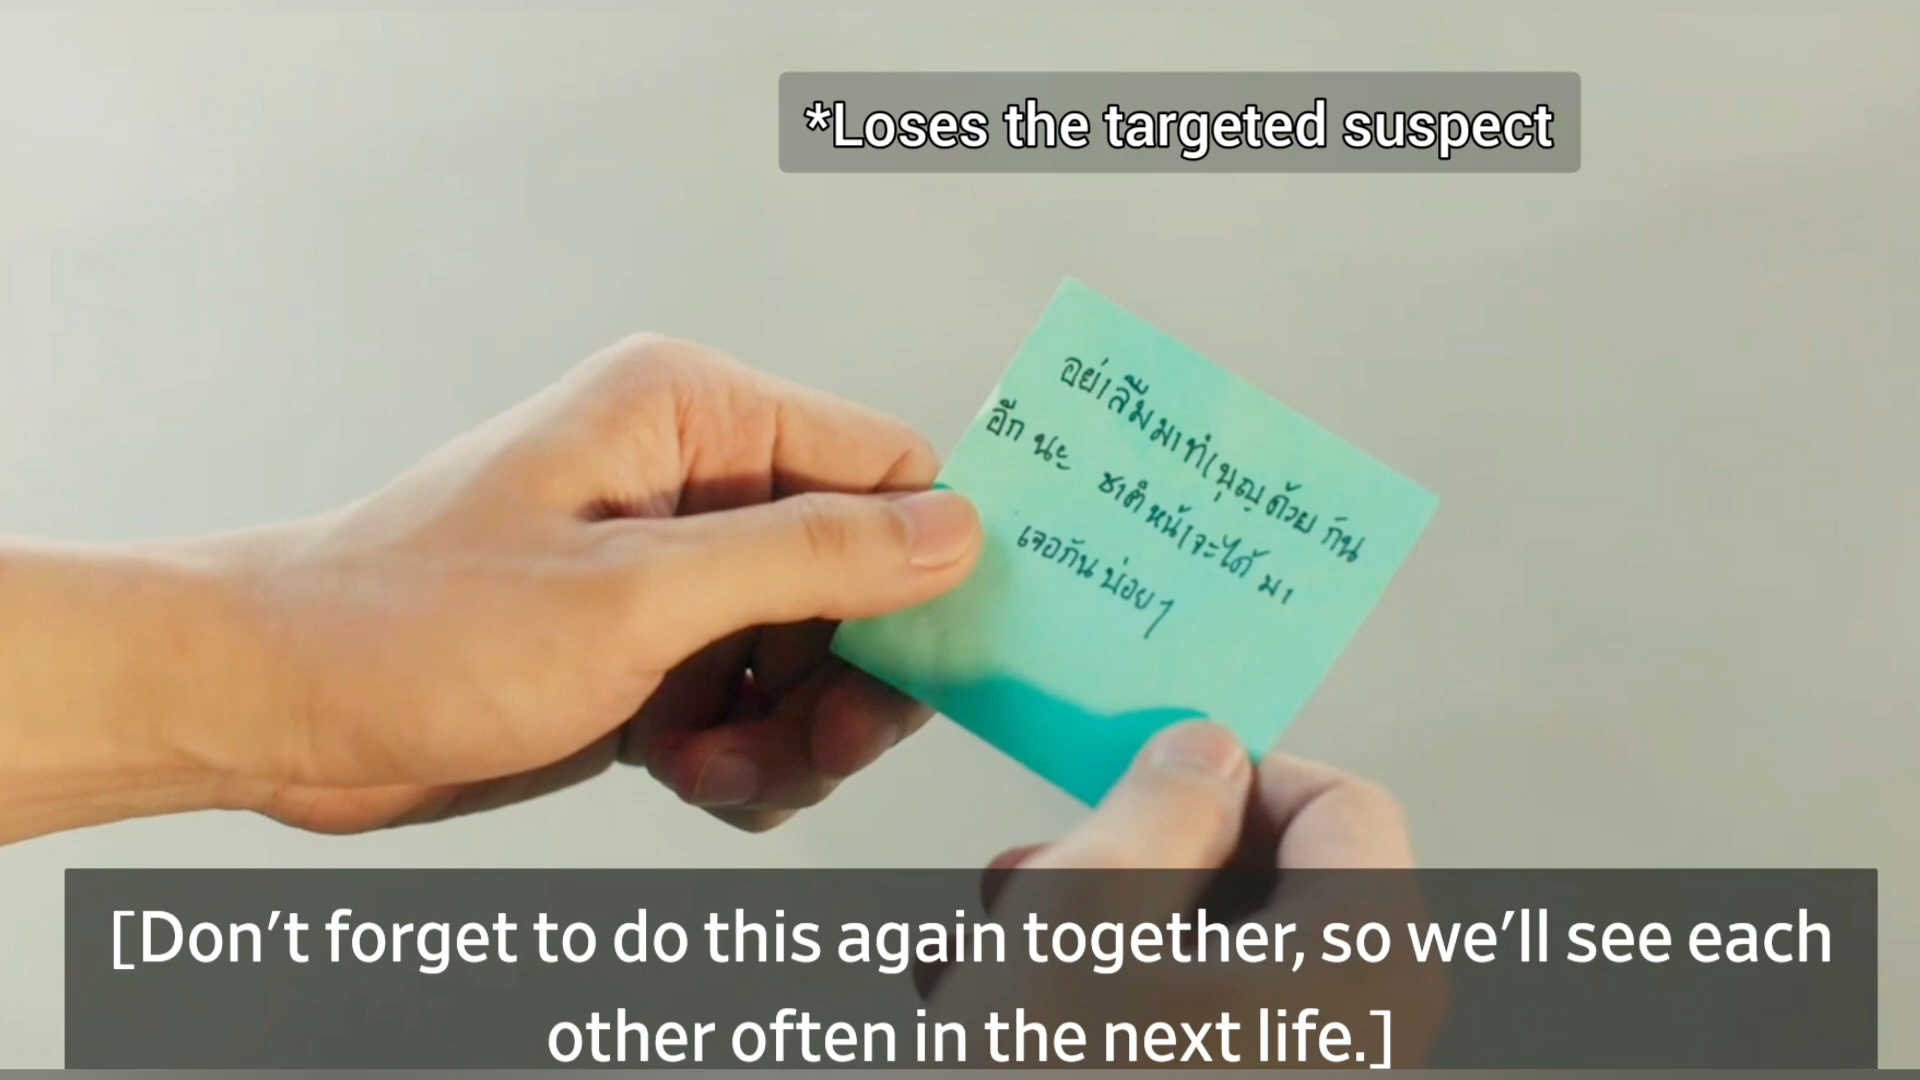 *Loses the targeted suspect
อย่าลืมมาทำบุญด้วยกัน
อีกนะ ชาติหน้าจะได้มา
เจอกันบ่อยๆ
[Don't forget to do this again together, so we'll see each
other often in the next life.]